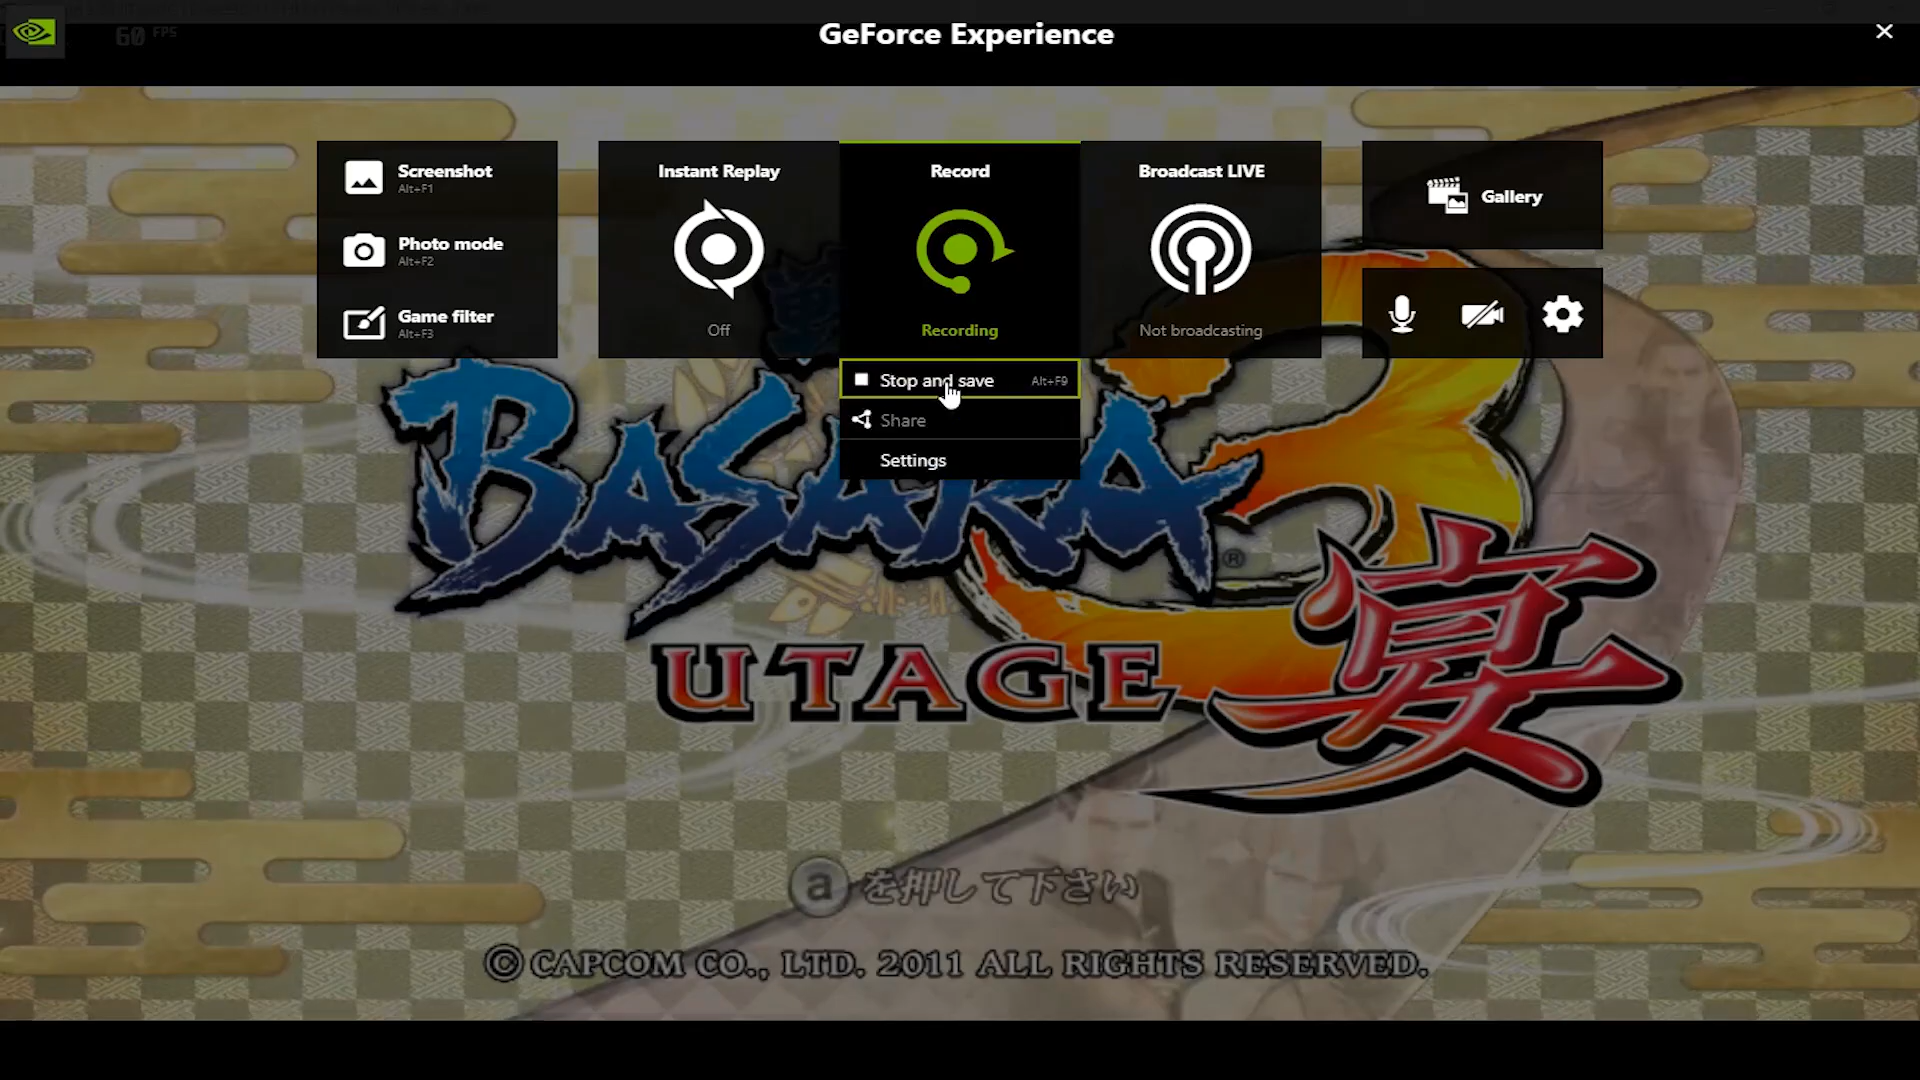 60 FPS
GeForce Experience
Screenshot
Alt+F1
Photo mode
Alt+F2
Game filter
Alt+F3
Instant Replay
Off
Record
Recording
Broadcast LIVE
Not broadcasting
Gallery
Stop and save Alt+F9
Share
Settings
BASARA3
UTAGE 宴
aを押して下さい
© CAPCOM CO., LTD. 2011 ALL RIGHTS RESERVED.